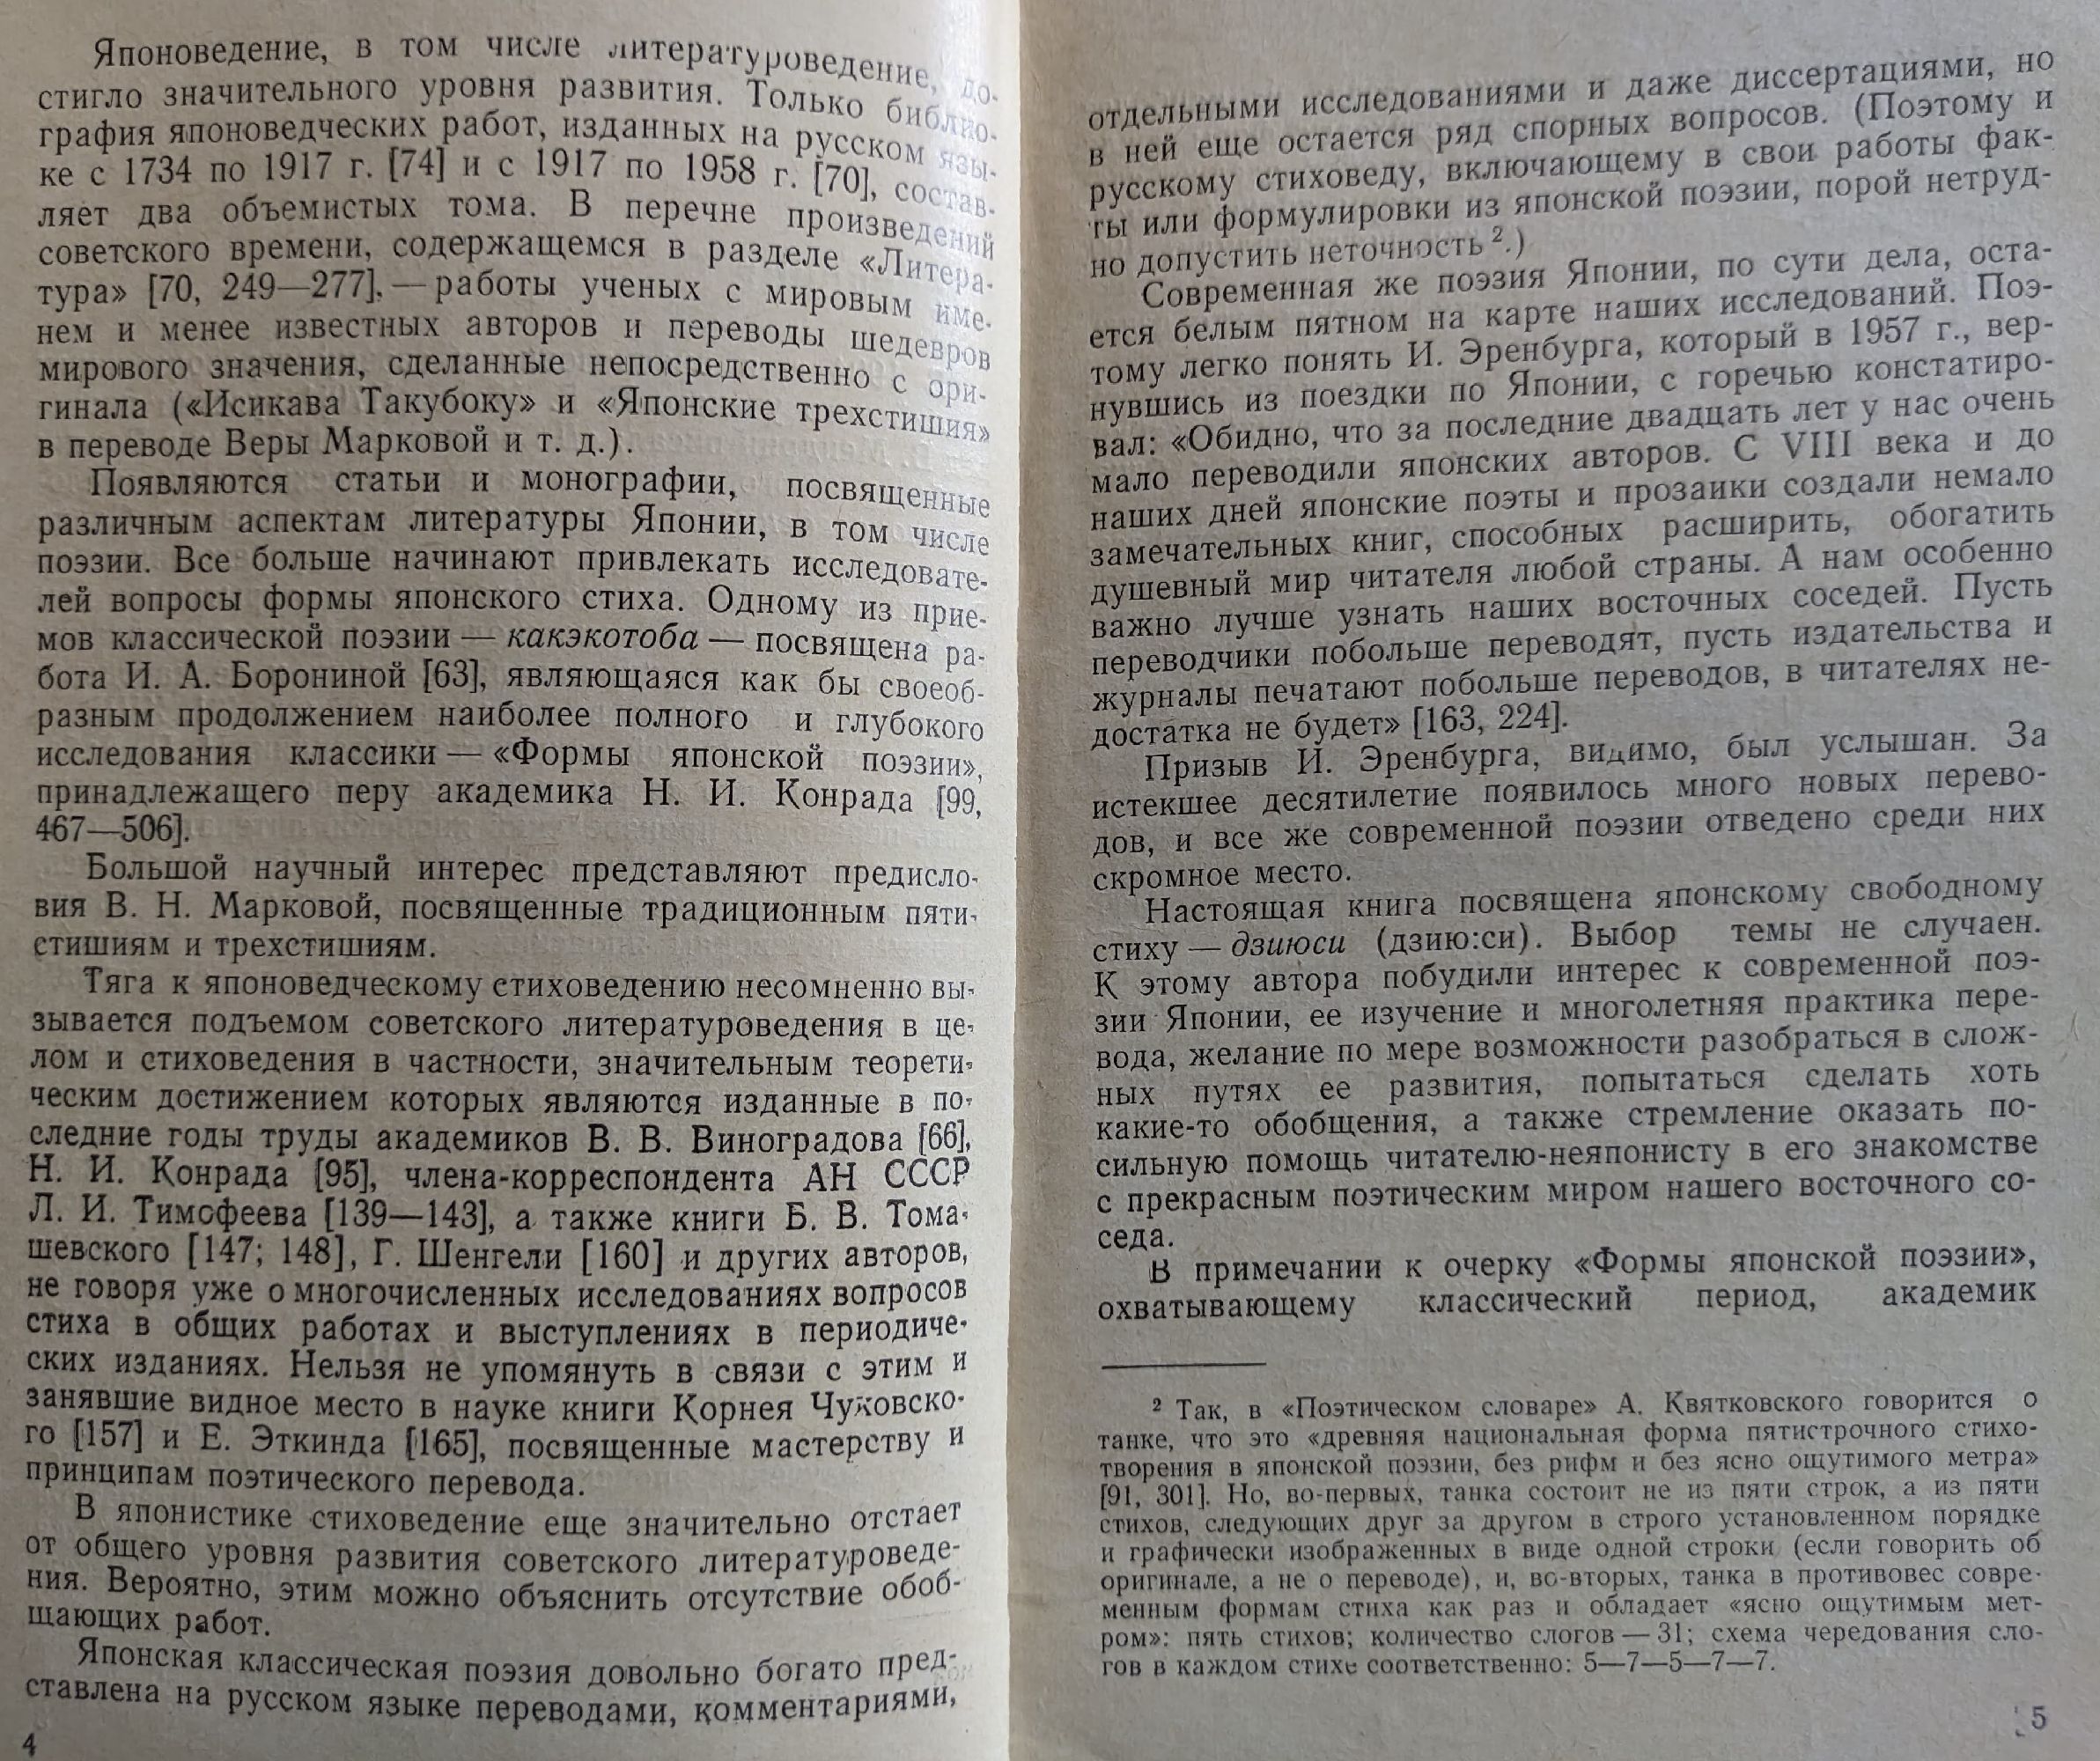 Японоведение, в том числе литературоведение, до-
стигло значительного уровня развития. Только библио-
графия японоведческих работ, изданных на русском язы-
ке с 1734 по 1917 г. [74] и с 1917 по 1958 г. [70], состав-
ляет два объемистых тома. В перечне произведений
советского времени, содержащемся в разделе «Литера-
тура» [70, 249—277], — работы ученых с мировым име-
нем и менее известных авторов и переводы шедевров
мирового значения, сделанные непосредственно с ори-
гинала («Исикава Такубоку» и «Японские трехстишия»
в переводе Веры Марковой и т. д.).
Появляются статьи и монографии, посвященные
различным аспектам литературы Японии, в том числе
поэзии. Все больше начинают привлекать исследовате-
лей вопросы формы японского стиха. Одному из прие-
мов классической поэзии — какэкотоба — посвящена ра-
бота И. А. Борониной [63], являющаяся как бы своеоб-
разным продолжением наиболее полного и глубокого
исследования классики — «Формы японской поэзии»,
принадлежащего перу академика Н. И. Конрада [99,
467—506].
Большой научный интерес представляют предисло-
вия В. Н. Марковой, посвященные традиционным пяти-
стишиям и трехстишиям.
Тяга к японоведческому стиховедению несомненно вы-
зывается подъемом советского литературоведения в це-
лом и стиховедения в частности, значительным теорети-
ческим достижением которых являются изданные в по-
следние годы труды академиков В. В. Виноградова [66],
Н. И. Конрада [95], члена-корреспондента АН СССР
Л. И. Тимофеева [139—143], а также книги Б. В. Тома-
шевского [147; 148], Г. Шенгели [160] и других авторов,
не говоря уже о многочисленных исследованиях вопросов
стиха в общих работах и выступлениях в периодиче-
ских изданиях. Нельзя не упомянуть в связи с этим и
занявшие видное место в науке книги Корнея Чуковско-
го [157] и Е. Эткинда [165], посвященные мастерству и
принципам поэтического перевода.
В японистике стиховедение еще значительно отстает
от общего уровня развития советского литературоведе-
ния. Вероятно, этим можно объяснить отсутствие обоб-
щающих работ.
Японская классическая поэзия довольно богато пред-
ставлена на русском языке переводами, комментариями,
4
отдельными исследованиями и даже диссертациями, но
в ней еще остается ряд спорных вопросов. (Поэтому и
русскому стиховеду, включающему в свои работы фак-
ты или формулировки из японской поэзии, порой нетруд-
но допустить неточность ².)
Современная же поэзия Японии, по сути дела, оста-
ется белым пятном на карте наших исследований. Поэ-
тому легко понять И. Эренбурга, который в 1957 г., вер-
нувшись из поездки по Японии, с горечью констатиро-
вал: «Обидно, что за последние двадцать лет у нас очень
мало переводили японских авторов. С VIII века и до
наших дней японские поэты и прозаики создали немало
замечательных книг, способных расширить, обогатить
душевный мир читателя любой страны. А нам особенно
важно лучше узнать наших восточных соседей. Пусть
переводчики побольше переводят, пусть издательства и
журналы печатают побольше переводов, в читателях не-
достатка не будет» [163, 224].
Призыв И. Эренбурга, видимо, был услышан. За
истекшее десятилетие появилось много новых перево-
дов, и все же современной поэзии отведено среди них
скромное место.
Настоящая книга посвящена японскому свободному
стиху — дзиюси (дзию:си). Выбор темы не случаен.
К этому автора побудили интерес к современной поэ-
зии Японии, ее изучение и многолетняя практика пере-
вода, желание по мере возможности разобраться в слож-
ных путях ее развития, попытаться сделать хоть
какие-то обобщения, а также стремление оказать по-
сильную помощь читателю-неяпонисту в его знакомстве
с прекрасным поэтическим миром нашего восточного со-
седа.
В примечании к очерку «Формы японской поэзии»,
охватывающему классический период, академик
² Так, в «Поэтическом словаре» А. Квятковского говорится о
танке, что это «древняя национальная форма пятистрочного стихо-
творения в японской поэзии, без рифм и без ясно ощутимого метра»
[91, 301]. Но, во-первых, танка состоит не из пяти строк, а из пяти
стихов, следующих друг за другом в строго установленном порядке
и графически изображенных в виде одной строки (если говорить об
оригинале, а не о переводе), и, во-вторых, танка в противовес совре-
менным формам стиха как раз и обладает «ясно ощутимым мет-
ром»: пять стихов; количество слогов — 31; схема чередования сло-
гов в каждом стихе соответственно: 5—7—5—7—7.
5